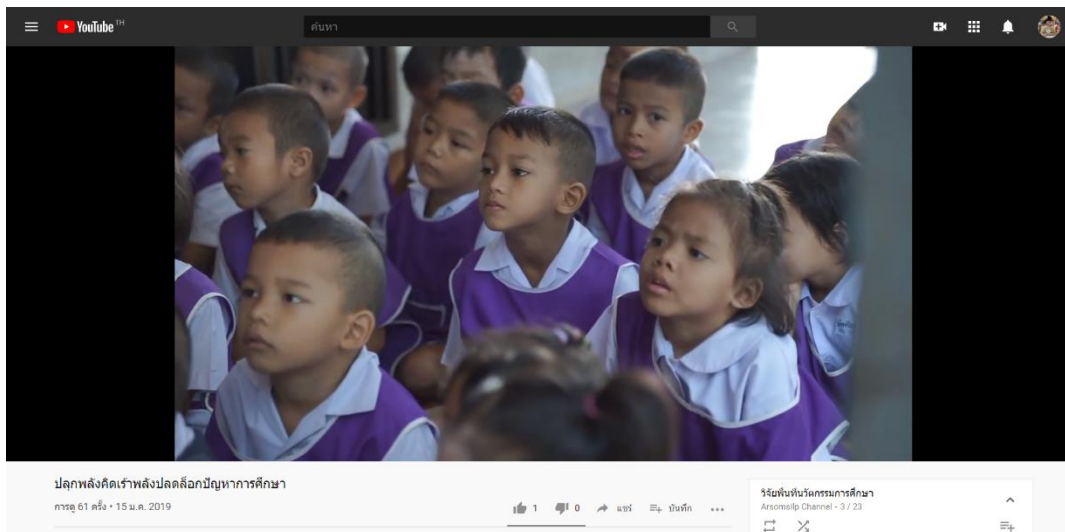 YouTube TH
ค้นหา
ปลุกพลังคิดเร้าพลังปลดล็อกปัญหาการศึกษา
การดู 61 ครั้ง • 15 ม.ค. 2019
1 0 แชร์ บันทึก
วิจัยพื้นที่นวัตกรรมการศึกษา
Arsomsilp Channel - 3 / 23